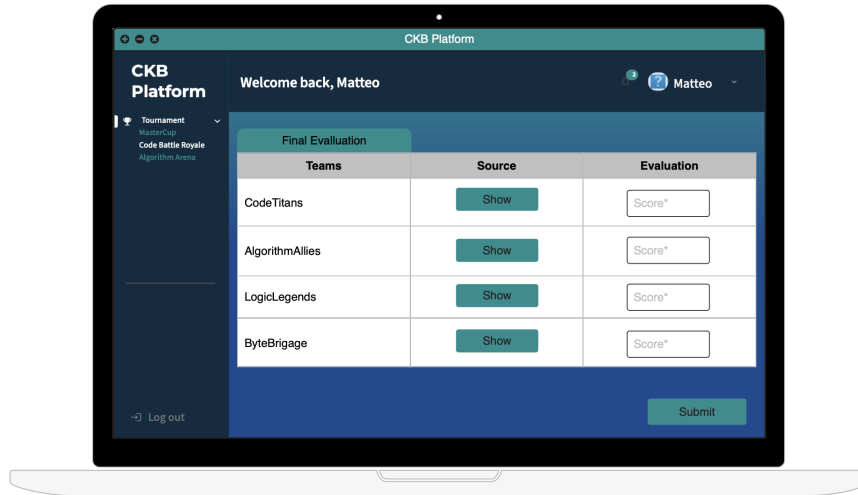 CKB Platform
CKB
Platform
Welcome back, Matteo
3
?
Matteo
Tournament
MasterCup
Code Battle Royale
Algorithm Arena
Final Evalluation
Teams Source Evaluation
CodeTitans Show Score*
AlgorithmAllies Show Score*
LogicLegends Show Score*
ByteBrigage Show Score*
Log out
Submit